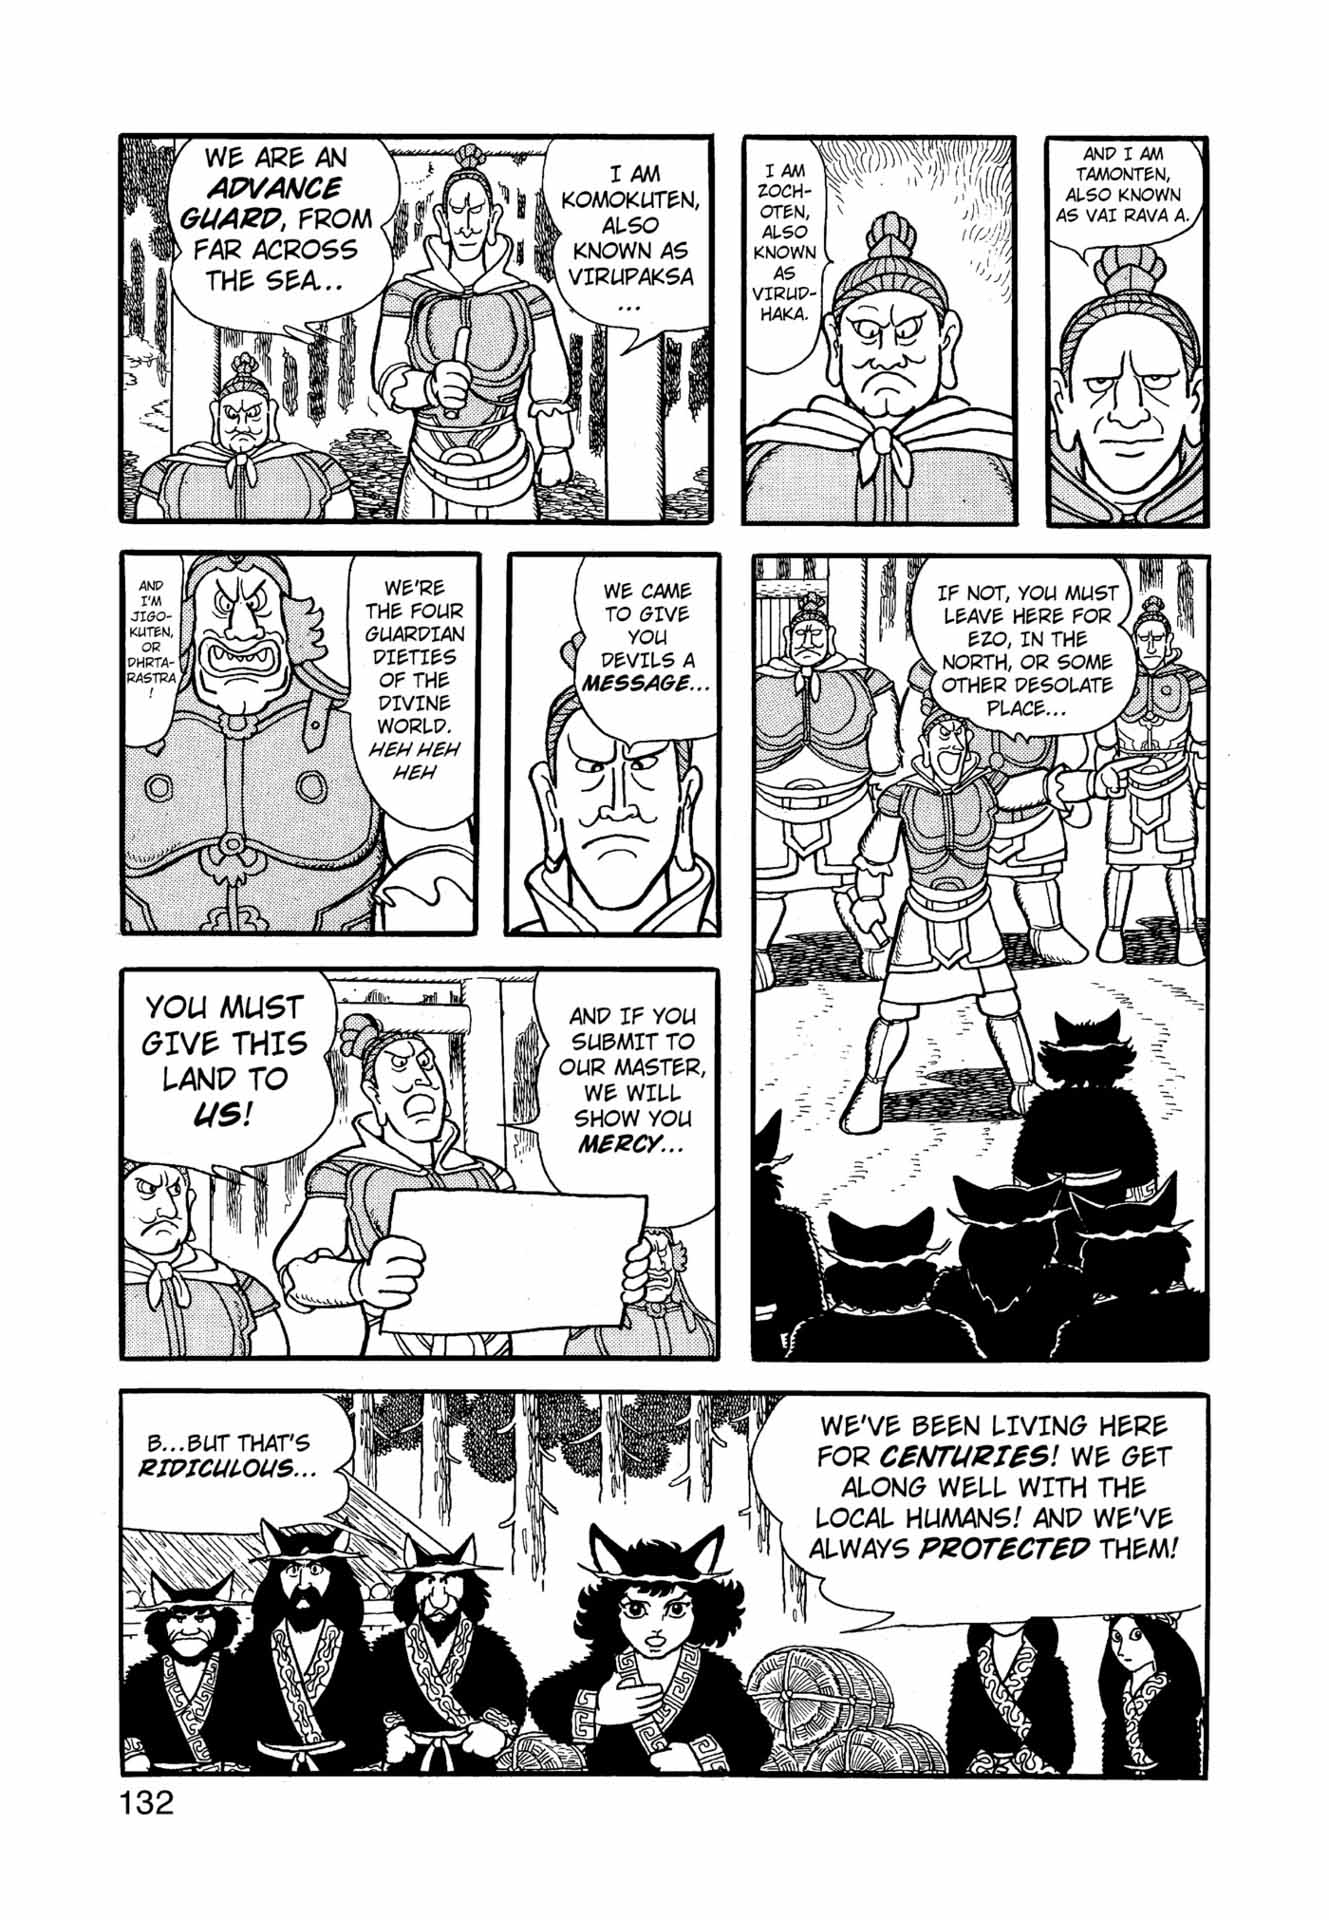 WE ARE AN
ADVANCE
GUARD, FROM
FAR ACROSS
THE SEA...
I AM
KOMOKUTEN,
ALSO
KNOWN AS
VIRUPAKSA
...
I AM
ZOCH-
OTEN,
ALSO
KNOWN
AS
VIRUD-
HAKA.
AND I AM
TAMONTEN,
ALSO KNOWN
AS VAI RAVA A.
AND
I'M
JIGO-
KUTEN,
OR
DHRTA-
RASTRA
!
WE'RE
THE FOUR
GUARDIAN
DIETIES
OF THE
DIVINE
WORLD.
HEH HEH
HEH
WE CAME
TO GIVE
YOU
DEVILS A
MESSAGE...
YOU MUST
GIVE THIS
LAND TO
US!
AND IF YOU
SUBMIT TO
OUR MASTER,
WE WILL
SHOW YOU
MERCY...
IF NOT, YOU MUST
LEAVE HERE FOR
EZO, IN THE
NORTH, OR SOME
OTHER DESOLATE
PLACE...
B...BUT THAT'S
RIDICULOUS...
WE'VE BEEN LIVING HERE
FOR CENTURIES! WE GET
ALONG WELL WITH THE
LOCAL HUMANS! AND WE'VE
ALWAYS PROTECTED THEM!
132